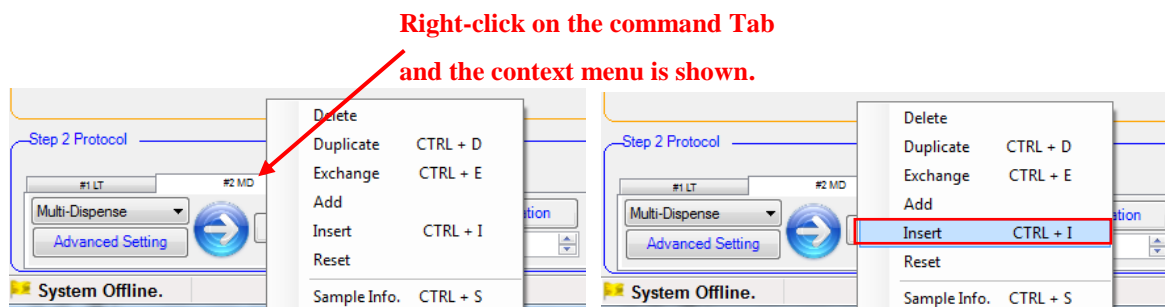 Right-click on the command Tab
and the context menu is shown.
Delete
Step 2 Protocol
Duplicate CTRL + D
Exchange CTRL + E
#1 LT #2 MD
Add
Multi-Dispense
Insert CTRL + I
Advanced Setting
Reset
System Offline.
Sample Info. CTRL + S
Delete
Step 2 Protocol
Duplicate CTRL + D
Exchange CTRL + E
#1 LT #2 MD
Add
Multi-Dispense
Insert CTRL + I
Advanced Setting
Reset
System Offline.
Sample Info. CTRL + S